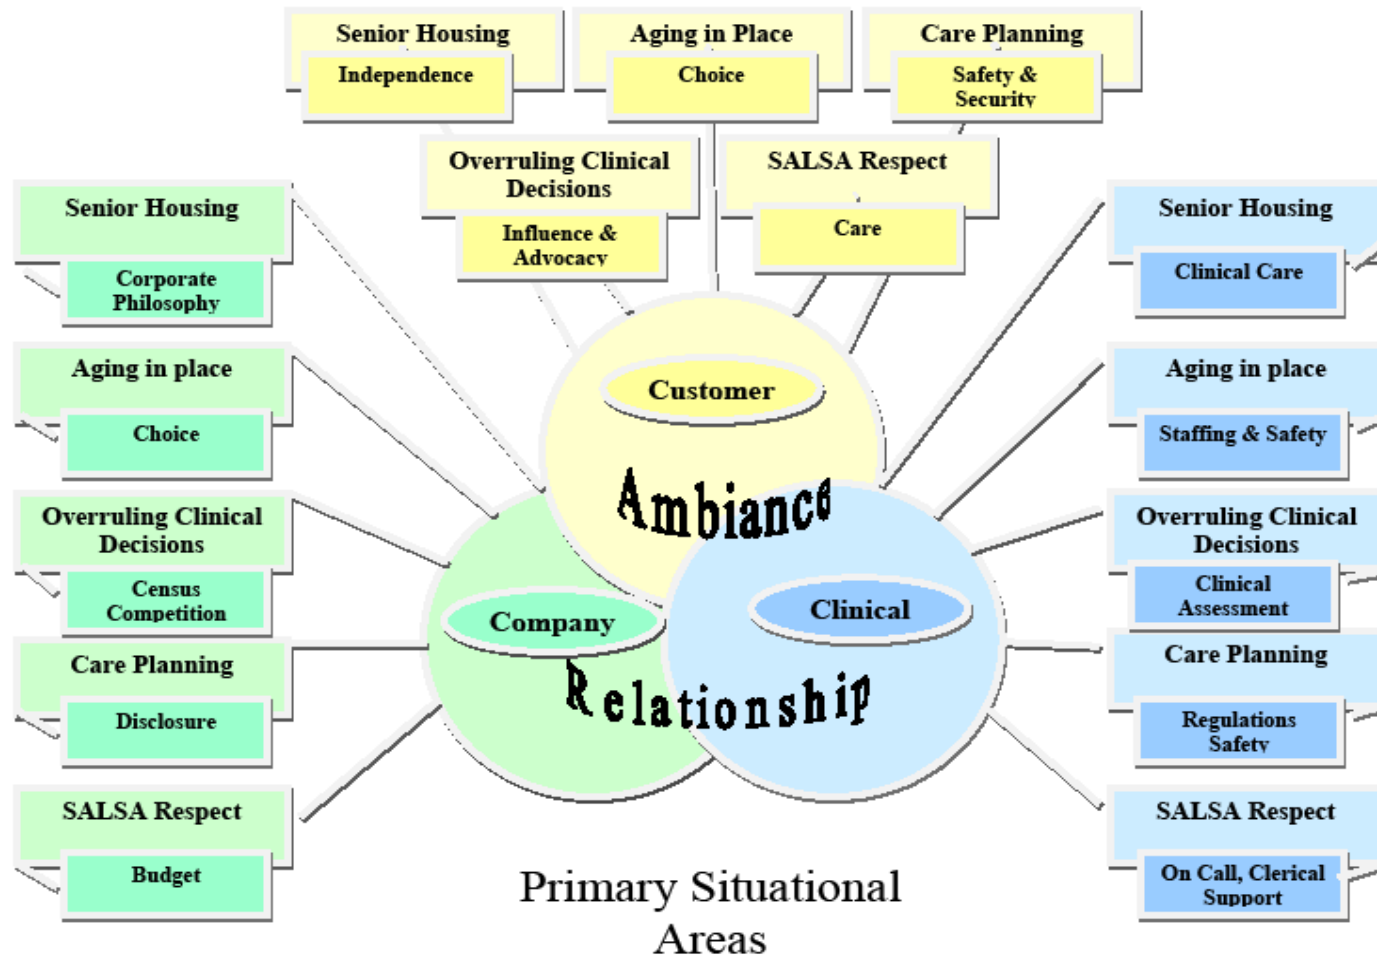 Senior Housing
Independence
Aging in Place
Choice
Care Planning
Safety &
Security
Overruling Clinical
Decisions
Influence &
Advocacy
SALSA Respect
Care
Senior Housing
Corporate
Philosophy
Aging in place
Choice
Overruling Clinical
Decisions
Census
Competition
Care Planning
Disclosure
SALSA Respect
Budget
Customer
Ambiance
Company
Clinical
Relationship
Senior Housing
Clinical Care
Aging in place
Staffing & Safety
Overruling Clinical
Decisions
Clinical
Assessment
Care Planning
Regulations
Safety
SALSA Respect
On Call, Clerical
Support
Primary Situational
Areas